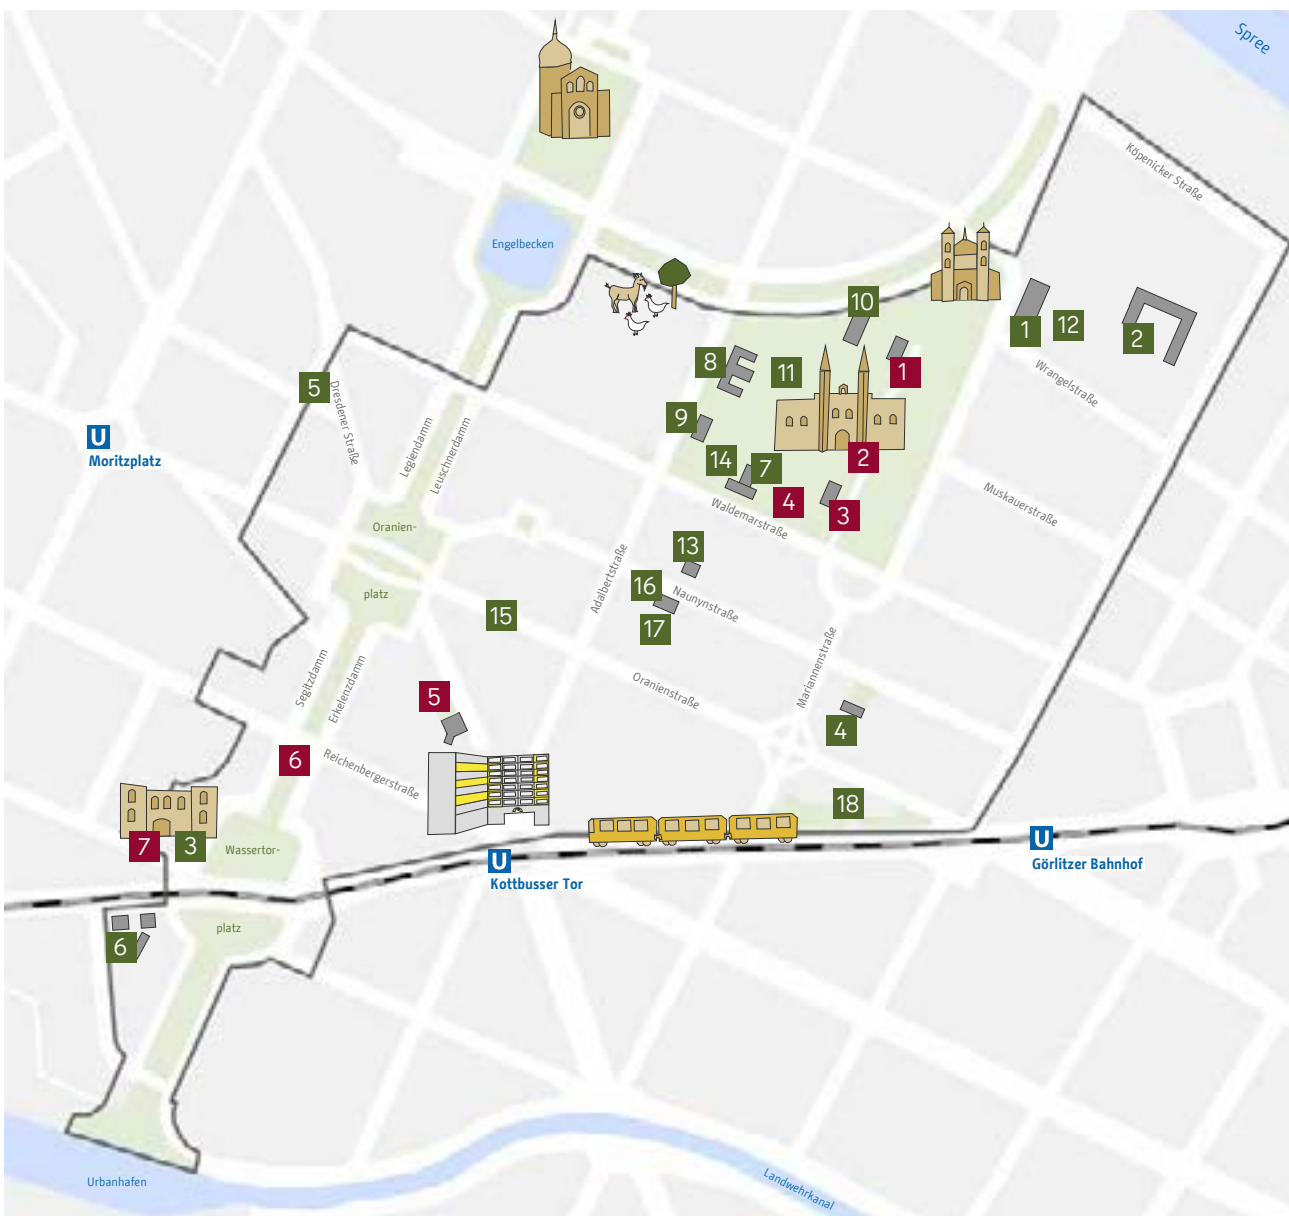 Spree
Köpenicker Straße
Engelbecken
10
1
12
2
Wrangelstraße
8
11
1
5
Dresdener Straße
9
Legiendamm
Leuschnerdamm
U
Moritzplatz
2
14
7
4
3
Waldemarstraße
Muskauerstraße
Oranien-
platz
13
16
Naunynstraße
17
Adalbertstraße
15
Mariannenstraße
Segitzdamm
Erkelenzdamm
Oranienstraße
5
4
6
Reichenbergerstraße
18
7
3
Wassertor-
platz
U
Kottbusser Tor
U
Görlitzer Bahnhof
6
Urbanhafen
Landwehrkanal